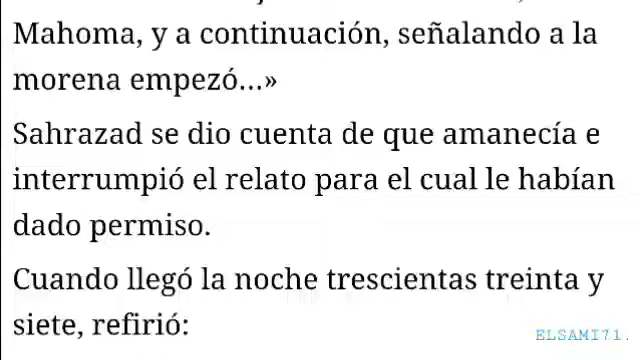 Mahoma, y a continuación, señalando a la
morena empezó...»
Sahrazad se dio cuenta de que amanecía e
interrumpió el relato para el cual le habían
dado permiso.
Cuando llegó la noche trescientas treinta y
siete, refirió:
ELSAMI71.